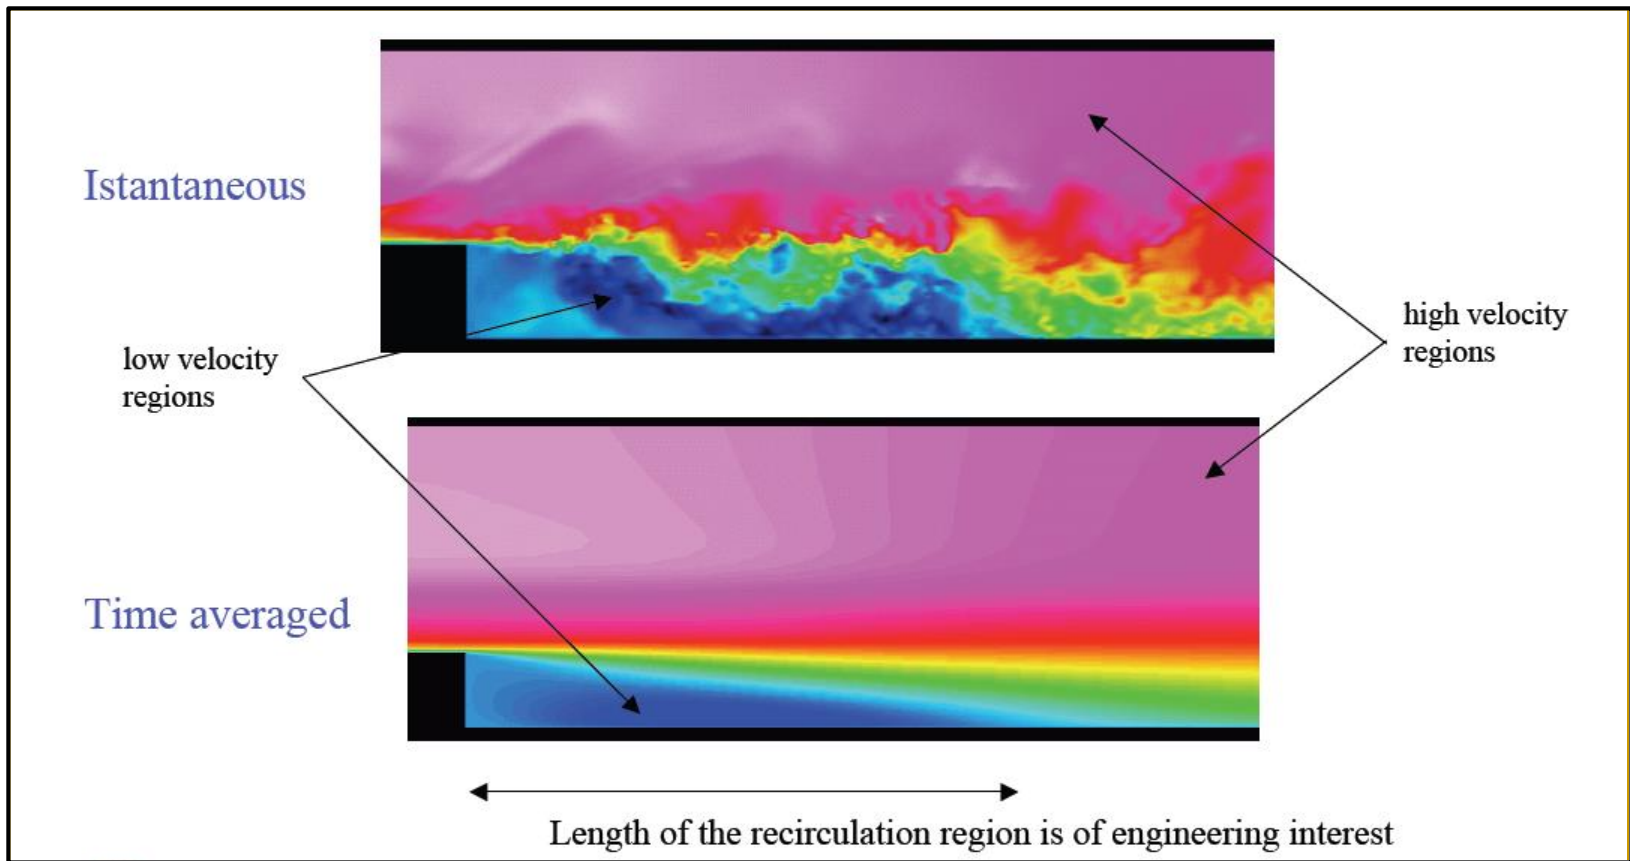 Istantaneous
high velocity
regions
low velocity
regions
Time averaged
Length of the recirculation region is of engineering interest